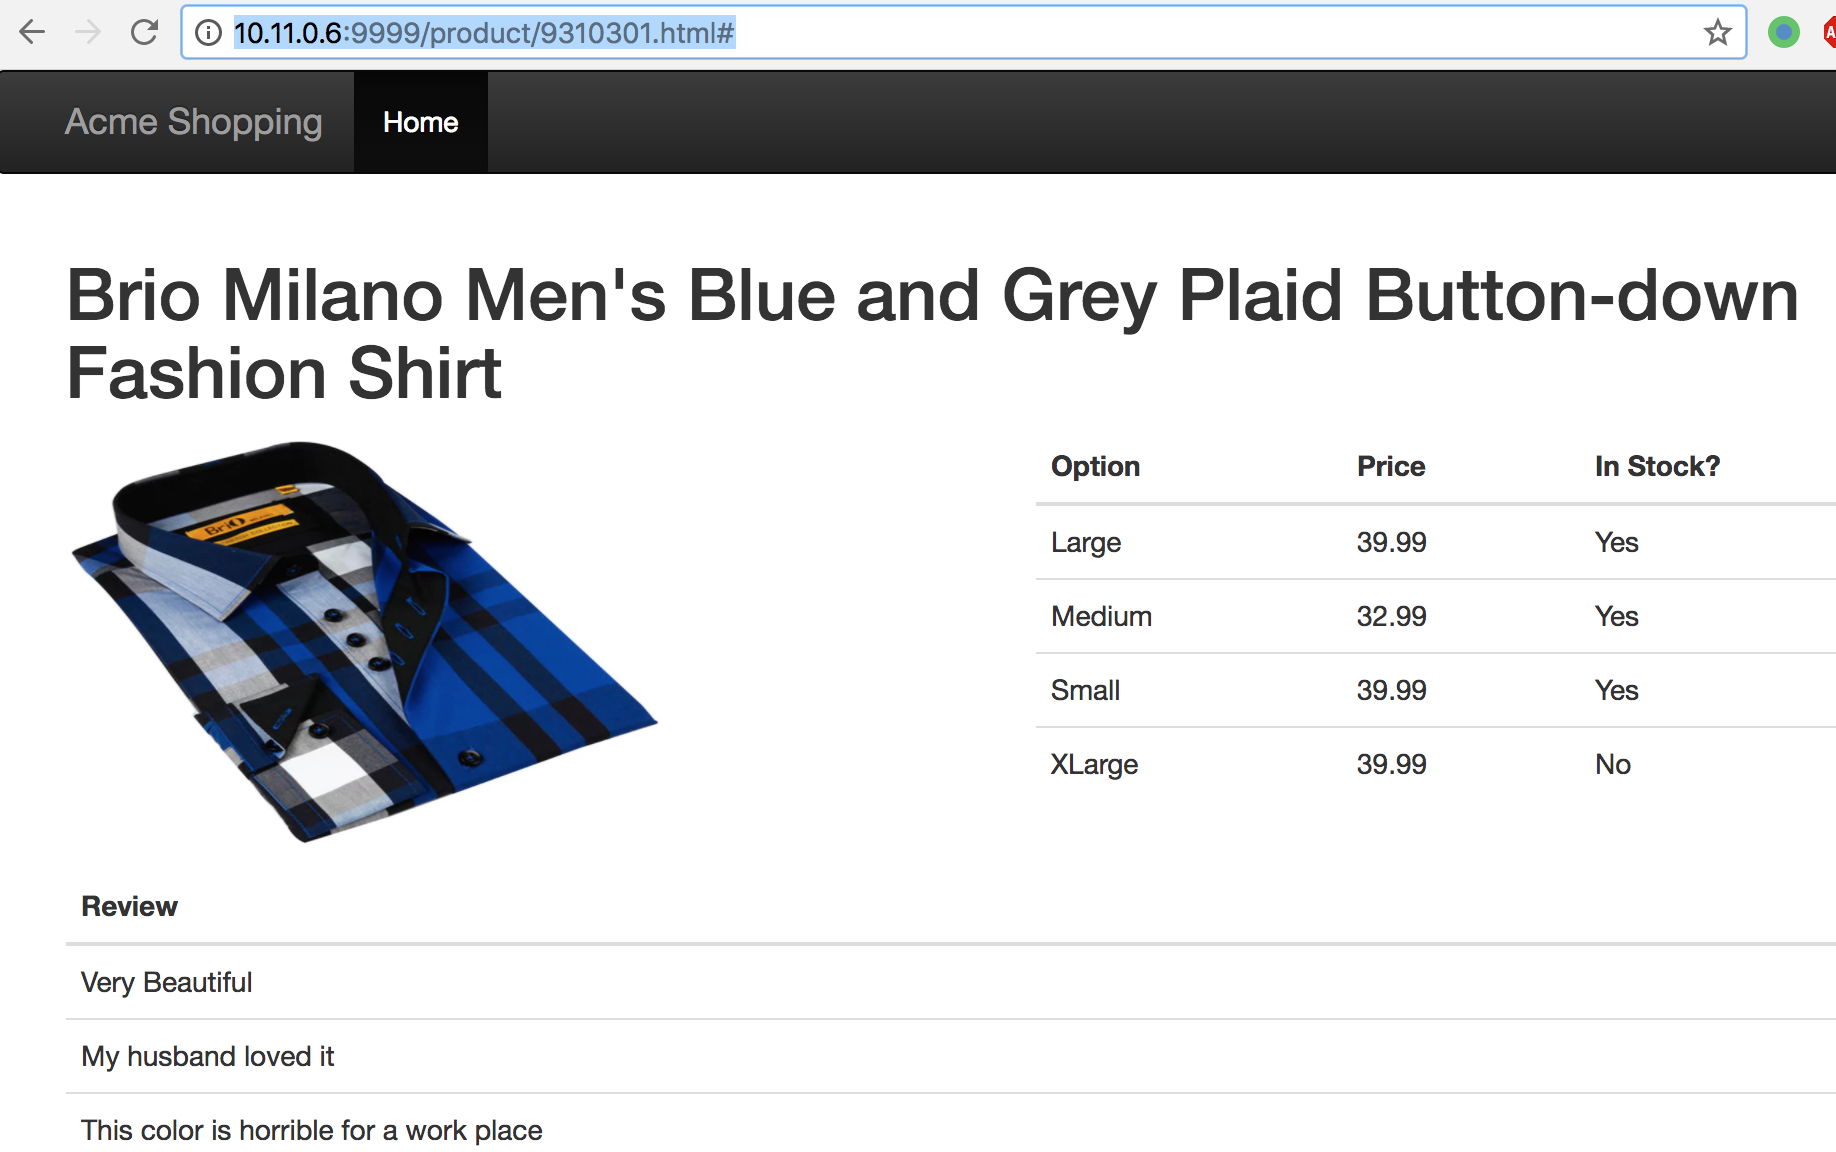 10.11.0.6:9999/product/9310301.html#
Acme Shopping Home
Brio Milano Men's Blue and Grey Plaid Button-down
Fashion Shirt
BriO
Option Price In Stock?
Large 39.99 Yes
Medium 32.99 Yes
Small 39.99 Yes
XLarge 39.99 No
Review
Very Beautiful
My husband loved it
This color is horrible for a work place